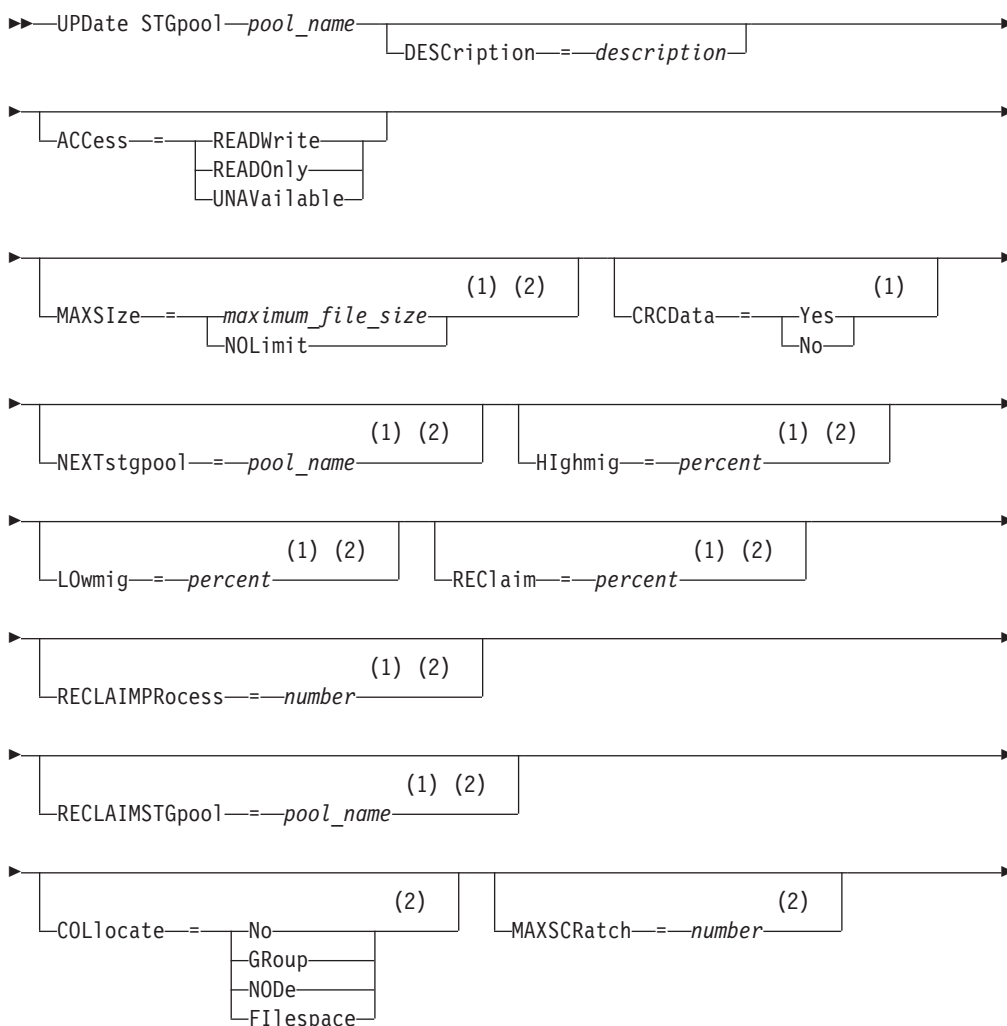 UPDate STGpool pool_name
DESCription = description
ACCess = READWrite
READOnly
UNAVailable
(1) (2) (1)
MAXSIze = maximum_file_size CRCData = Yes
NOLimit No
(1) (2) (1) (2)
NEXTstgpool = pool_name HIghmig = percent
(1) (2) (1) (2)
LOwmig = percent REClaim = percent
(1) (2)
RECLAIMPRocess = number
(1) (2)
RECLAIMSTGpool = pool_name
(2) (2)
COLlocate = No MAXSCRatch = number
GRoup
NODe
FIlespace